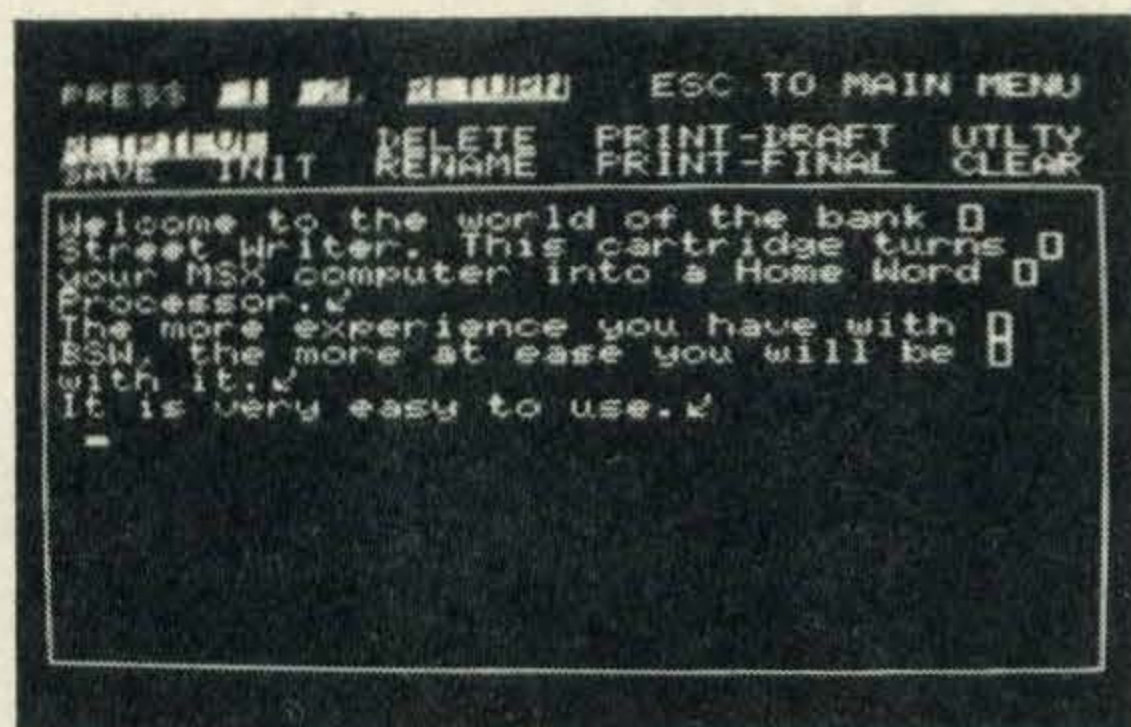 PRESS RETURN ESC TO MAIN MENU
RETRIEVE DELETE PRINT-DRAFT UTLTY
SAVE INIT RENAME PRINT-FINAL CLEAR
Welcome to the world of the bank
Street Writer. This cartridge turns
your MSX computer into a Home Word
Processor.
The more experience you have with
BSW, the more at ease you will be
with it.
It is very easy to use.